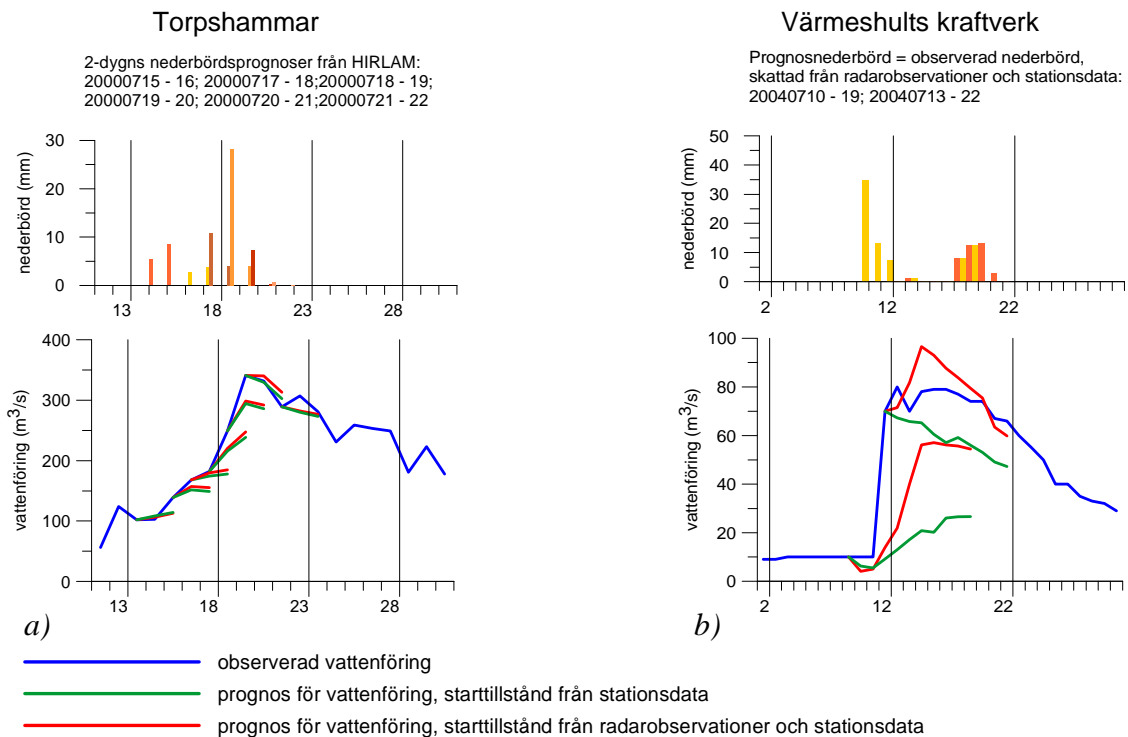 Torpshammar
2-dygns nederbördsprognoser från HIRLAM:
20000715 - 16; 20000717 - 18;20000718 - 19;
20000719 - 20; 20000720 - 21;20000721 - 22
30
20
10
0
nederbörd (mm)
13
18
23
28
400
300
200
100
0
vattenföring (m³/s)
13
18
23
28
a)
Värmeshults kraftverk
Prognosnederbörd = observerad nederbörd,
skattad från radarobservationer och stationsdata:
20040710 - 19; 20040713 - 22
50
40
30
20
10
0
nederbörd (mm)
2
12
22
100
80
60
40
20
0
vattenföring (m³/s)
2
12
22
b)
observerad vattenföring
prognos för vattenföring, starttillstånd från stationsdata
prognos för vattenföring, starttillstånd från radarobservationer och stationsdata